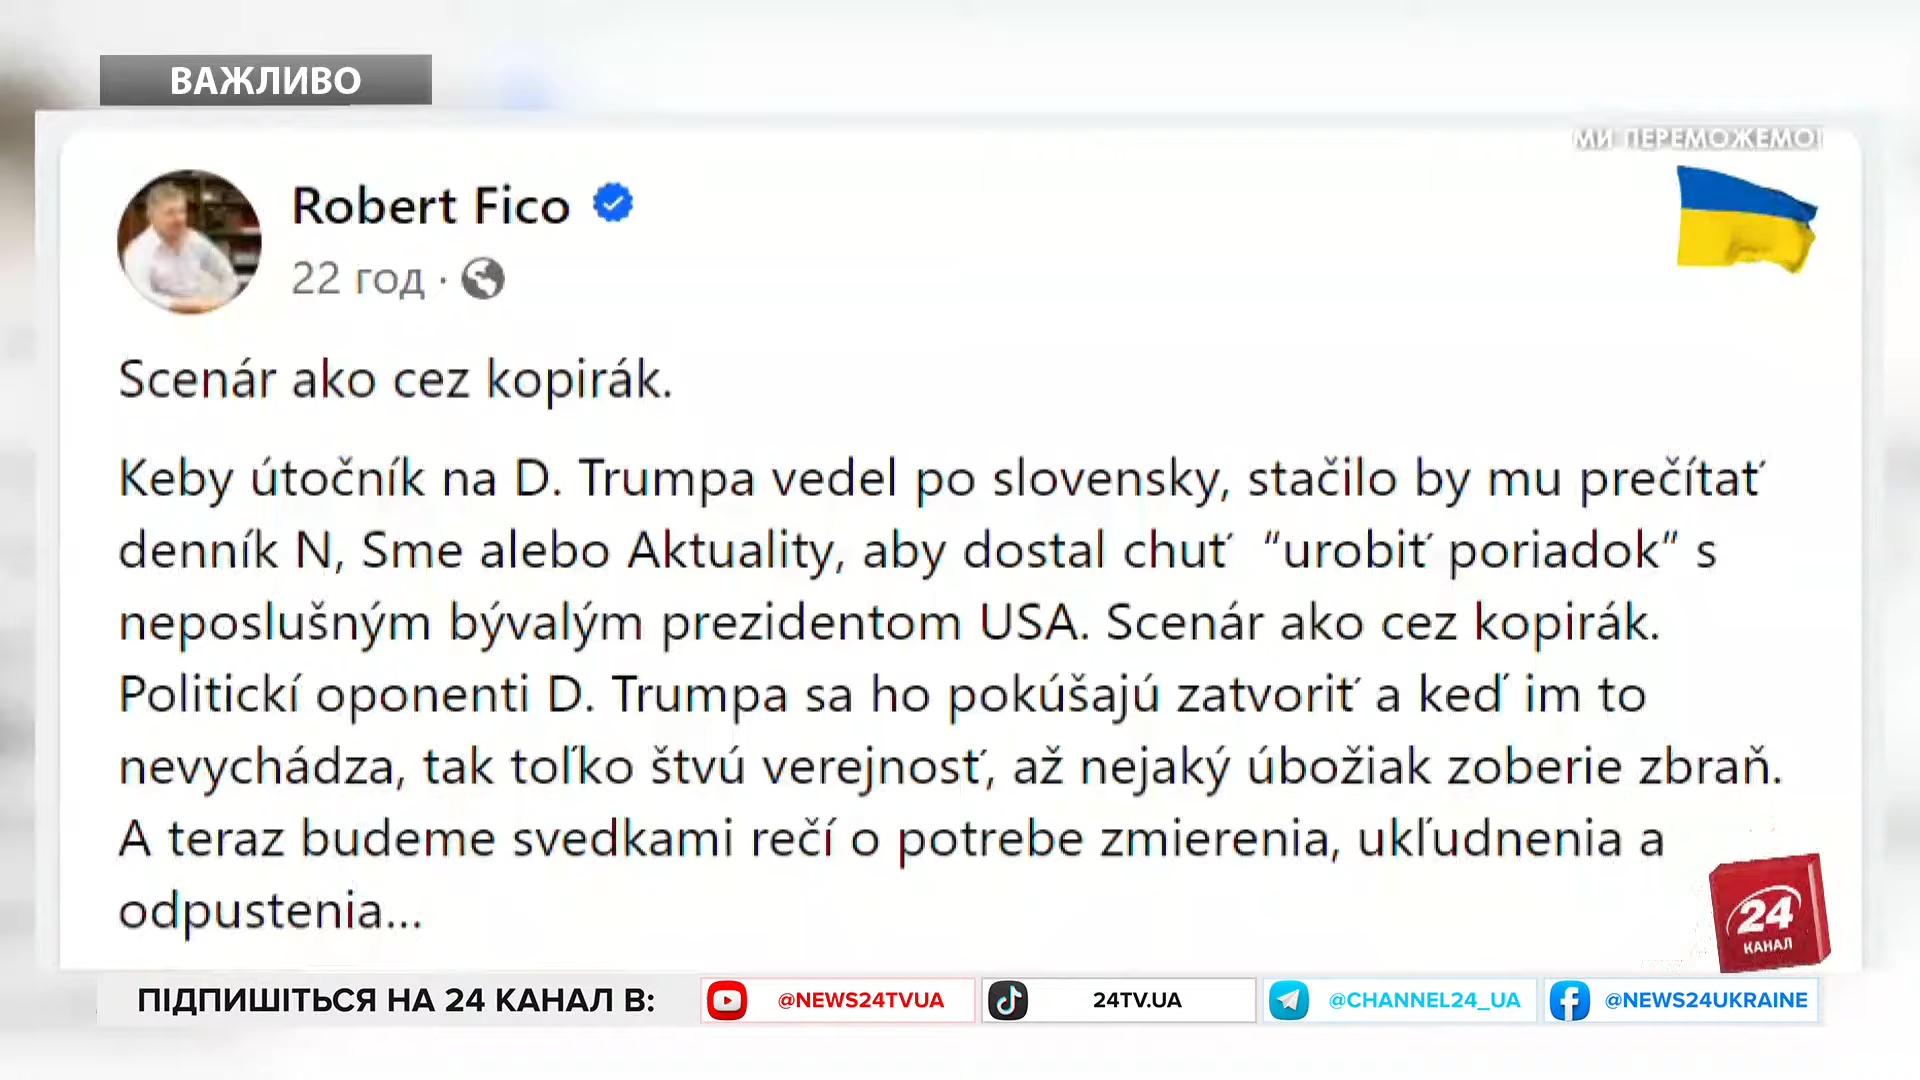 ВАЖЛИВО
МИ ПЕРЕМОЖЕМО!
Robert Fico
22 год ·
Scenár ako cez kopirák.
Keby útočník na D. Trumpa vedel po slovensky, stačilo by mu prečítať
denník N, Sme alebo Aktuality, aby dostal chuť “urobiť poriadok” s
neposlušným bývalým prezidentom USA. Scenár ako cez kopirák.
Politickí oponenti D. Trumpa sa ho pokúšajú zatvoriť a keď im to
nevychádza, tak toľko štvú verejnosť, až nejaký úbožiak zoberie zbraň.
A teraz budeme svedkami rečí o potrebe zmierenia, ukľudnenia a
odpustenia...
24
КАНАЛ
ПІДПИШІТЬСЯ НА 24 КАНАЛ В: @NEWS24TVUA 24TV.UA @CHANNEL24_UA @NEWS24UKRAINE